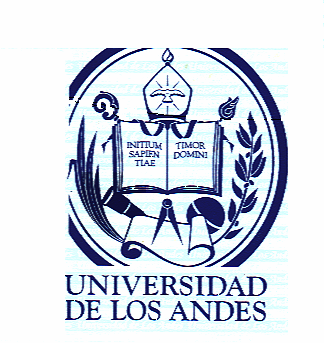 INITIUM
SAPIEN
TIAE
TIMOR
DOMINI
UNIVERSIDAD
DE LOS ANDES